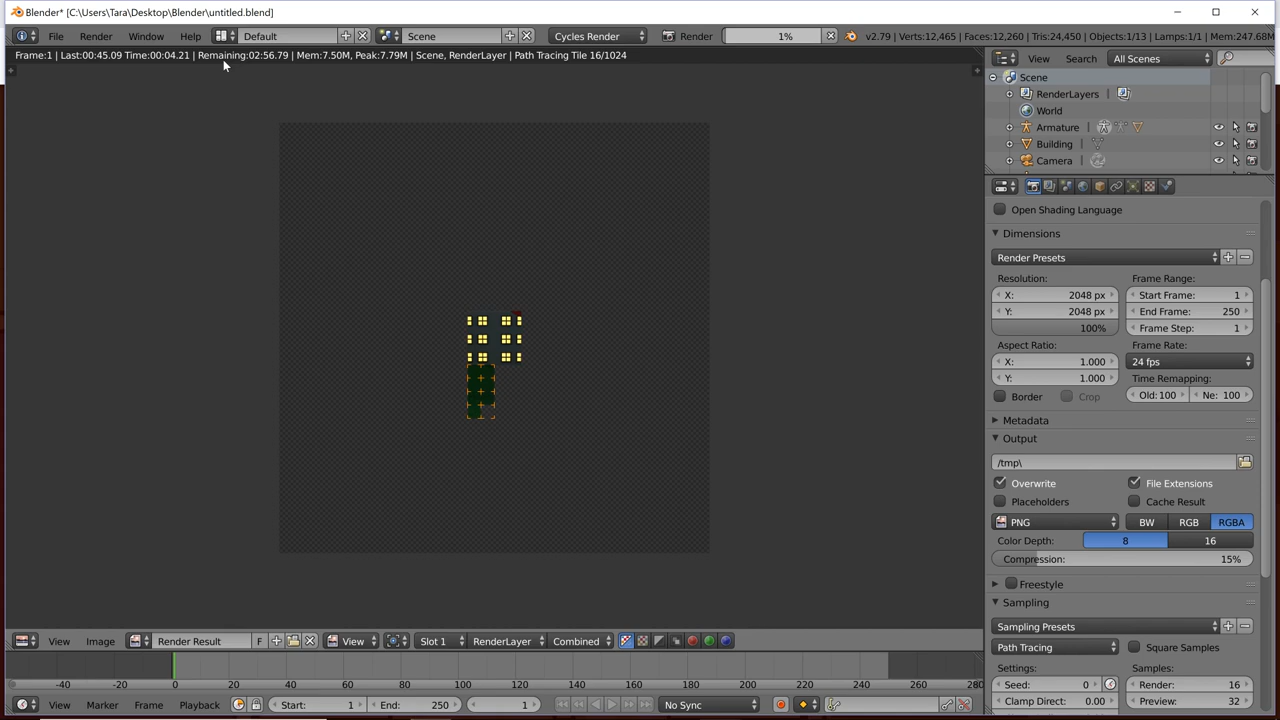 Blender* [C:\Users\Tara\Desktop\Blender\untitled.blend]
File Render Window Help Default Scene Cycles Render Render 1% v2.79 | Verts:12,465 | Faces:12,260 | Tris:24,450 | Objects:1/13 | Mem:247.68M
Frame:1 | Last:00:45.09 Time:00:04.21 | Remaining:02:56.79 | Mem:7.50M, Peak:7.79M | Scene, RenderLayer | Path Tracing Tile 16/1024
View Search All Scenes
Scene
RenderLayers |
World
Armature |
Building |
Camera |
Open Shading Language
Dimensions
Render Presets
Resolution: Frame Range:
X: 2048 px Start Frame: 1
Y: 2048 px End Frame: 250
100% Frame Step: 1
Aspect Ratio: Frame Rate:
X: 1.000 24 fps
Y: 1.000 Time Remapping:
Border Crop Old: 100 Ne: 100
Metadata
Output
/tmp\
Overwrite File Extensions
Placeholders Cache Result
PNG BW RGB RGBA
Color Depth: 8 16
Compression: 15%
Freestyle
Sampling
Sampling Presets
Path Tracing Square Samples
Settings: Samples:
Seed: 0 Render: 16
Clamp Direct: 0.00 Preview: 32
View Image Render Result F View Slot 1 RenderLayer Combined
-40 -20 0 20 40 60 80 100 120 140 160 180 200 220 240 260 280
View Marker Frame Playback Start: 1 End: 250 1 No Sync